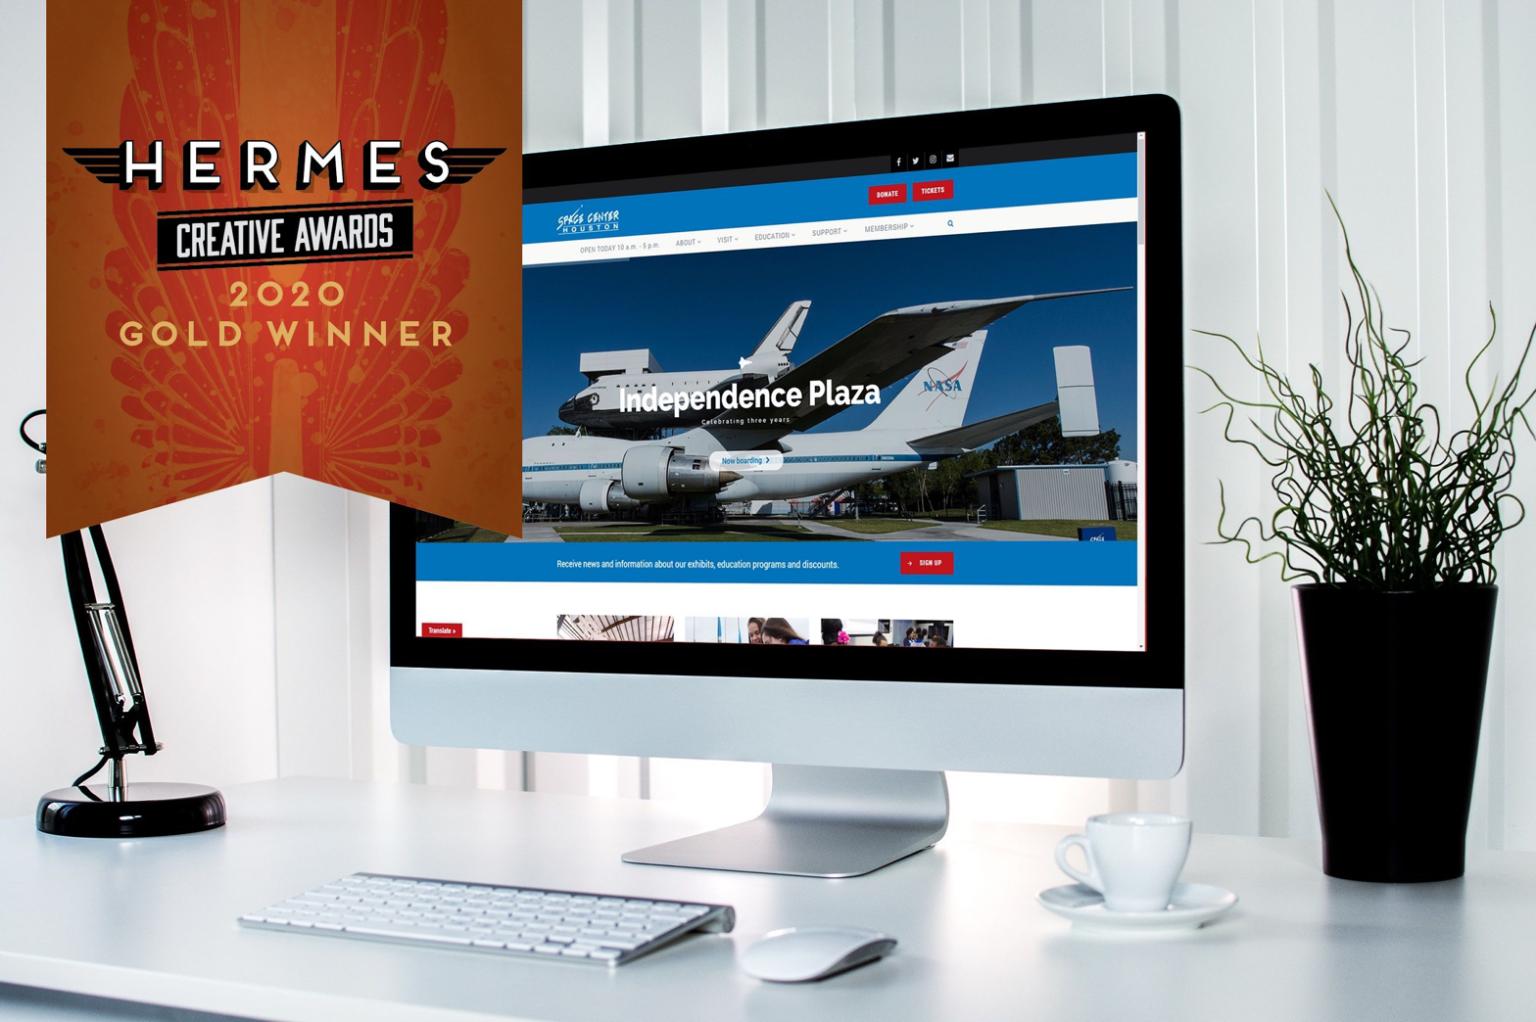 HERMES
CREATIVE AWARDS
2020
GOLD WINNER
DONATE
TICKETS
SPACE CENTER
HOUSTON
OPEN TODAY 10 a.m. - 5 p.m.
ABOUT
VISIT
EDUCATION
SUPPORT
MEMBERSHIP
NASA
Independence Plaza
Celebrating three years
Now boarding
Receive news and information about our exhibits, education programs and discounts.
SIGN UP
Translate »